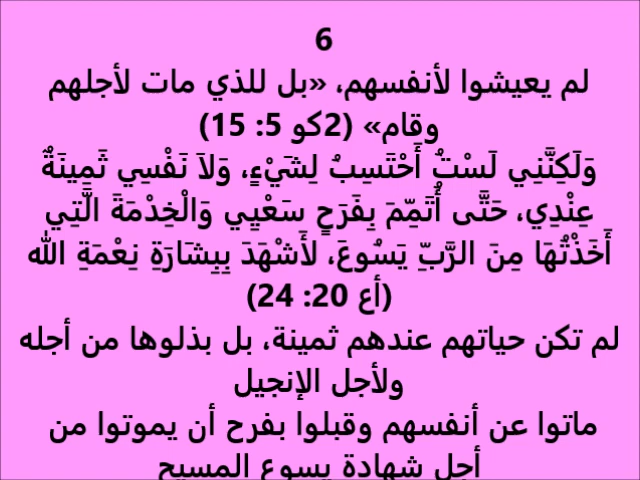 6
لم يعيشوا لأنفسهم، «بل للذي مات لأجلهم
وقام» (2كو 5: 15)
وَلَكِنَّنِي لَسْتُ أَحْتَسِبُ لِشَيْءٍ، وَلاَ نَفْسِي ثَمِينَةٌ
عِنْدِي، حَتَّى أُتَمِّمَ بِفَرَحٍ سَعْيِي وَالْخِدْمَةَ الَّتِي
أَخَذْتُهَا مِنَ الرَّبِّ يَسُوعَ، لأَشْهَدَ بِبِشَارَةِ نِعْمَةِ الله
(أع 20: 24)
لم تكن حياتهم عندهم ثمينة، بل بذلوها من أجله
ولأجل الإنجيل
ماتوا عن أنفسهم وقبلوا بفرح أن يموتوا من
أجل شهادة يسوع المسيح